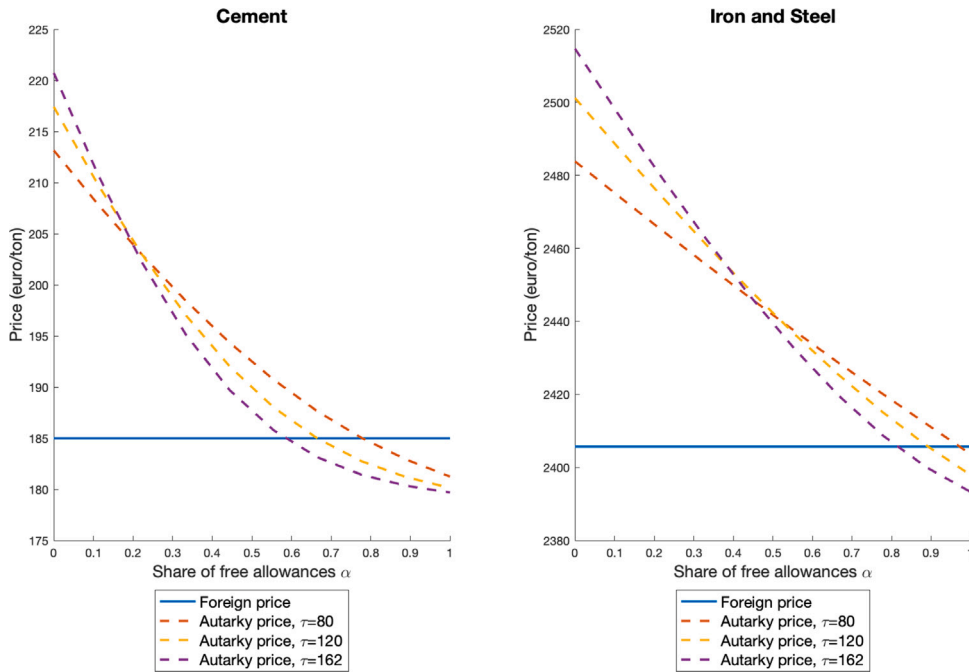 Cement
225
220
215
210
205
200
195
190
185
180
175
Price (euro/ton)
0 0.1 0.2 0.3 0.4 0.5 0.6 0.7 0.8 0.9 1
Share of free allowances α
Foreign price
Autarky price, τ=80
Autarky price, τ=120
Autarky price, τ=162
Iron and Steel
2520
2500
2480
2460
2440
2420
2400
2380
Price (euro/ton)
0 0.1 0.2 0.3 0.4 0.5 0.6 0.7 0.8 0.9 1
Share of free allowances α
Foreign price
Autarky price, τ=80
Autarky price, τ=120
Autarky price, τ=162